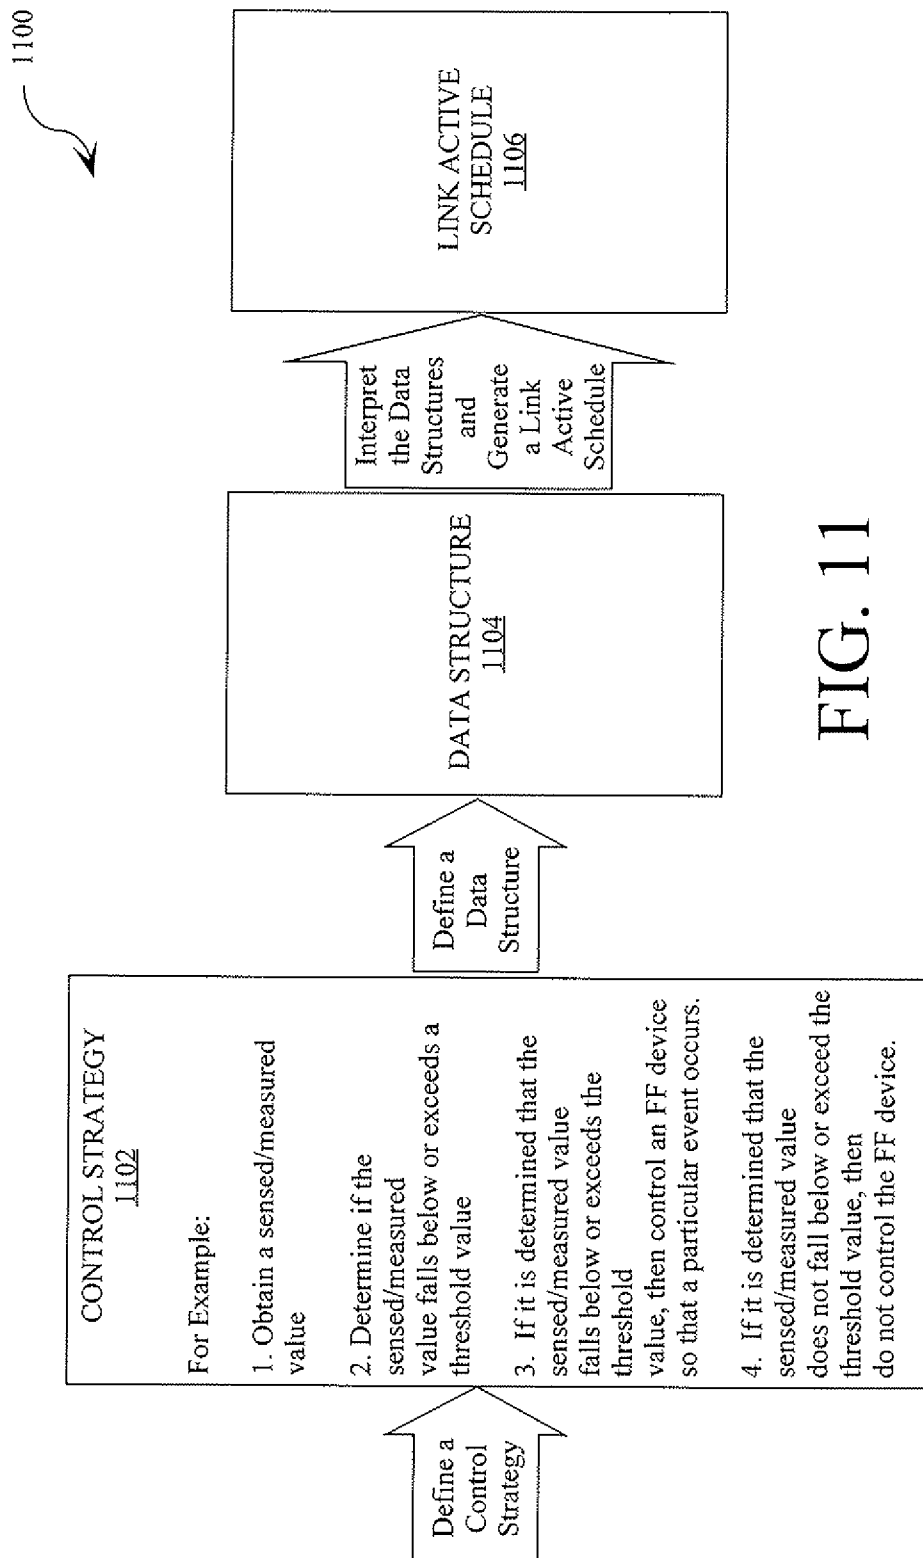 1100
Define a
Control
Strategy
CONTROL STRATEGY
1102
For Example:
1. Obtain a sensed/measured
value
2. Determine if the
sensed/measured
value falls below or exceeds a
threshold value
3. If it is determined that the
sensed/measured value
falls below or exceeds the
threshold
value, then control an FF device
so that a particular event occurs.
4. If it is determined that the
sensed/measured value
does not fall below or exceed the
threshold value, then
do not control the FF device.
Define a
Data
Structure
DATA STRUCTURE
1104
Interpret
the Data
Structures
and
Generate
a Link
Active
Schedule
LINK ACTIVE
SCHEDULE
1106
FIG. 11